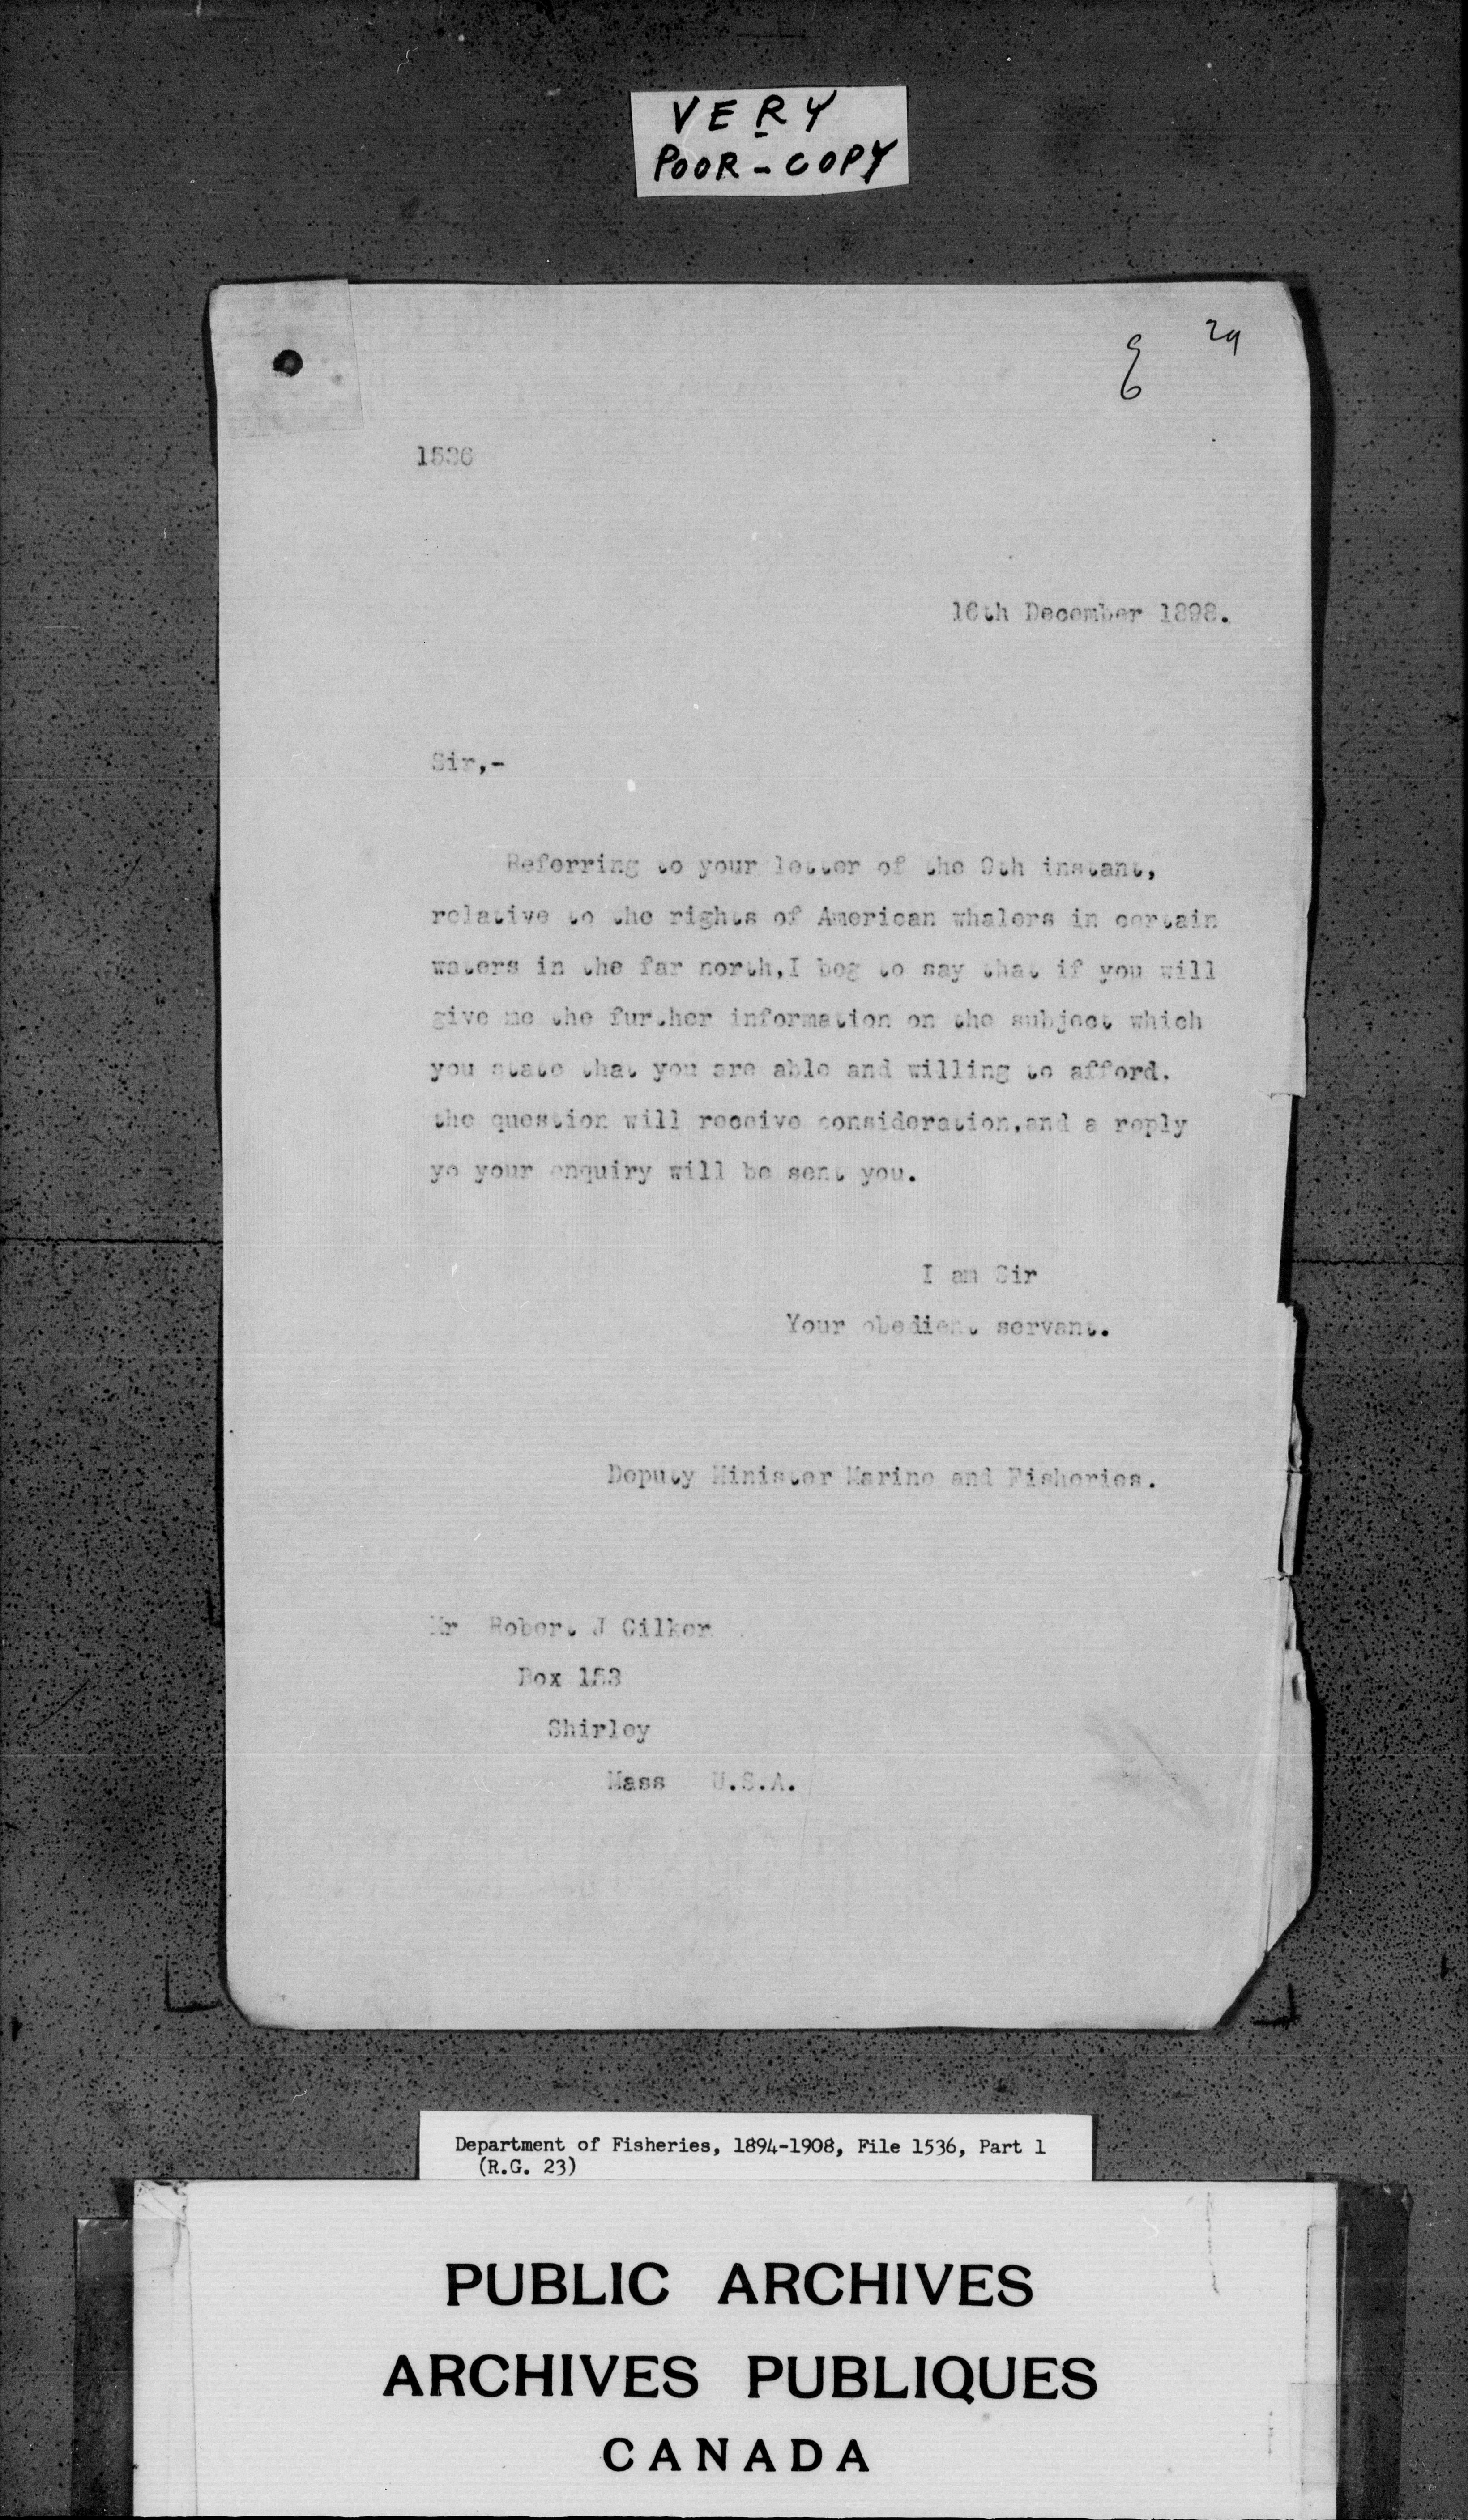 VERY
POOR-COPY
29
1536
16th December 1898.
Sir,-
Referring to your letter of the 9th instant,
relative to the rights of American whalers in certain
waters in the far north,I beg to say that if you will
give me the further information on the subject which
you state that you are able and willing to afford.
the question will receive consideration,and a reply
yo your enquiry will be sent you.
I am Sir
Your obedient servant.
Deputy Minister Marine and Fisheries.
Mr Robert J Gilker
Box 153
Shirley
Mass U.S.A.
Department of Fisheries, 1894-1908, File 1536, Part 1
(R.G. 23)
PUBLIC ARCHIVES
ARCHIVES PUBLIQUES
CANADA